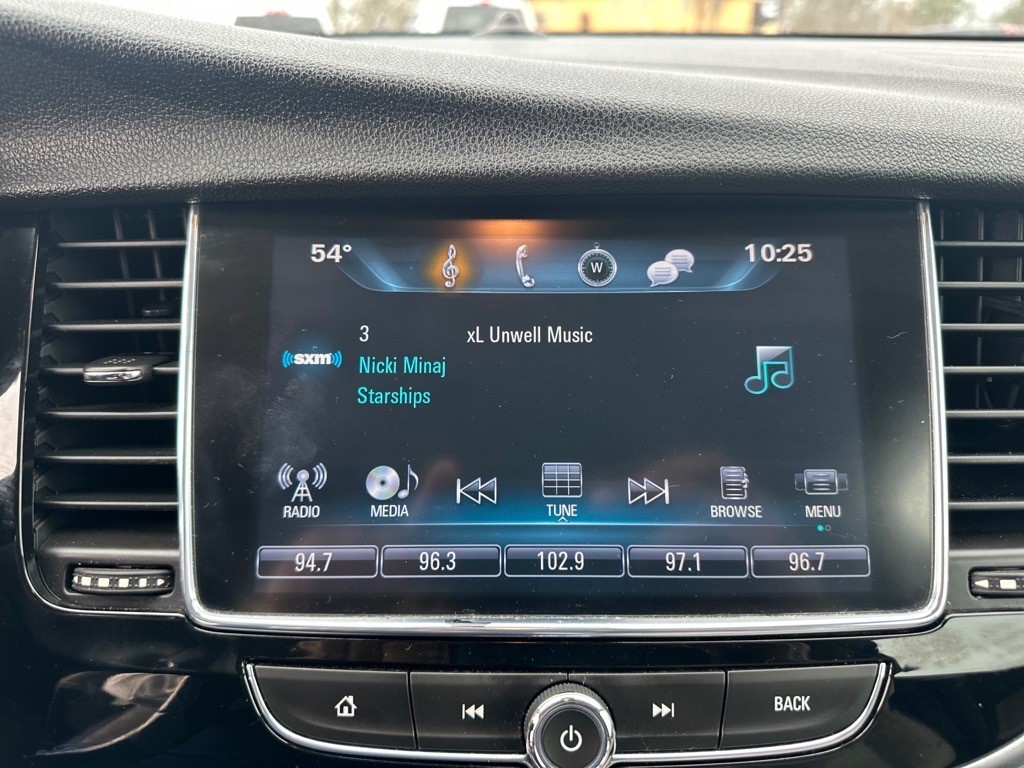 54° W 10:25
3 xL Unwell Music
((sxm))
Nicki Minaj
Starships
RADIO MEDIA TUNE BROWSE MENU
94.7 96.3 102.9 97.1 96.7
BACK